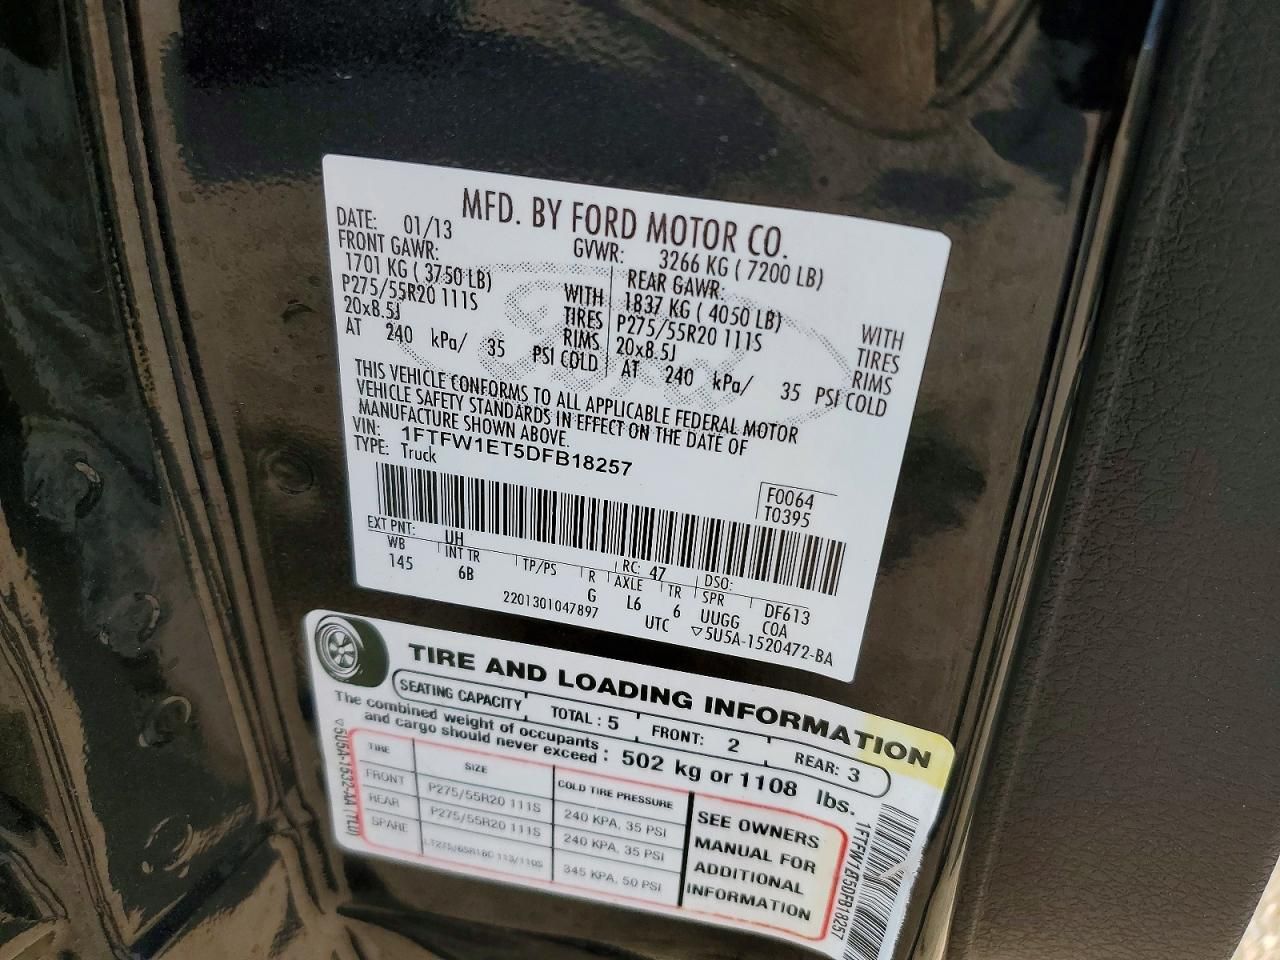 MFD. BY FORD MOTOR CO.
DATE: 01/13 GVWR: 3266 KG ( 7200 LB)
FRONT GAWR: REAR GAWR:
1701 KG ( 3750 LB) WITH 1837 KG ( 4050 LB) WITH
P275/55R20 111S TIRES P275/55R20 111S TIRES
20x8.5J RIMS 20x8.5J RIMS
AT 240 kPa/ 35 PSI COLD AT 240 kPa/ 35 PSI COLD
THIS VEHICLE CONFORMS TO ALL APPLICABLE FEDERAL MOTOR
VEHICLE SAFETY STANDARDS IN EFFECT ON THE DATE OF
MANUFACTURE SHOWN ABOVE.
VIN: 1FTFW1ET5DFB18257
TYPE: Truck
F0064
T0395
EXT PNT: UH RC: 47 DSO:
WB INT TR TP/PS R AXLE TR SPR DF613
145 6B G L6 6 UUGG COA
2201301047897 UTC ▽5U5A-1520472-BA
TIRE AND LOADING INFORMATION
SEATING CAPACITY TOTAL : 5 FRONT: 2 REAR: 3
The combined weight of occupants
and cargo should never exceed : 502 kg or 1108 lbs.
TIRE SIZE COLD TIRE PRESSURE
FRONT P275/55R20 111S 240 KPA, 35 PSI
REAR P275/55R20 111S 240 KPA, 35 PSI
SPARE 345 KPA, 50 PSI
SEE OWNERS
MANUAL FOR
ADDITIONAL
INFORMATION
▽5U5A-1532-AA (TLU)
1FTFW1ET5DFB18257